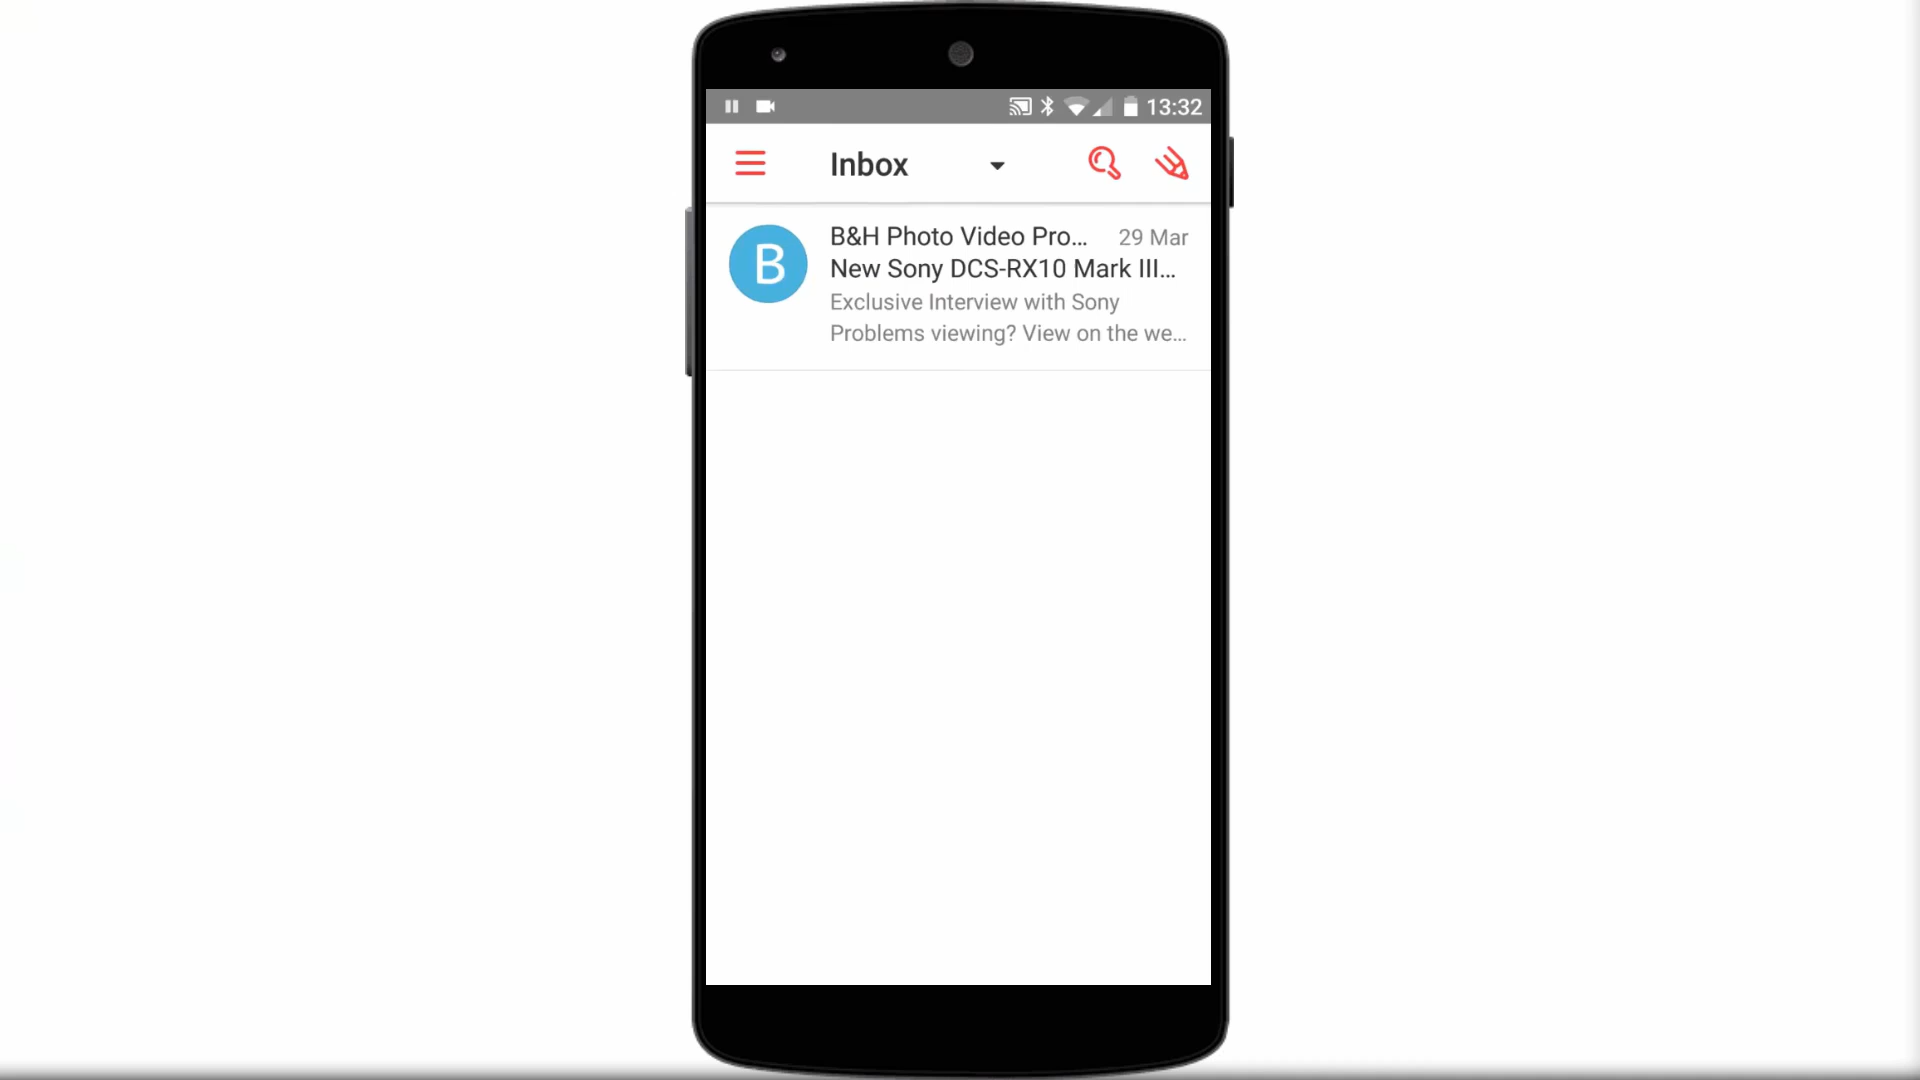 13:32
Inbox
B
B&H Photo Video Pro... 29 Mar
New Sony DCS-RX10 Mark III...
Exclusive Interview with Sony
Problems viewing? View on the we...